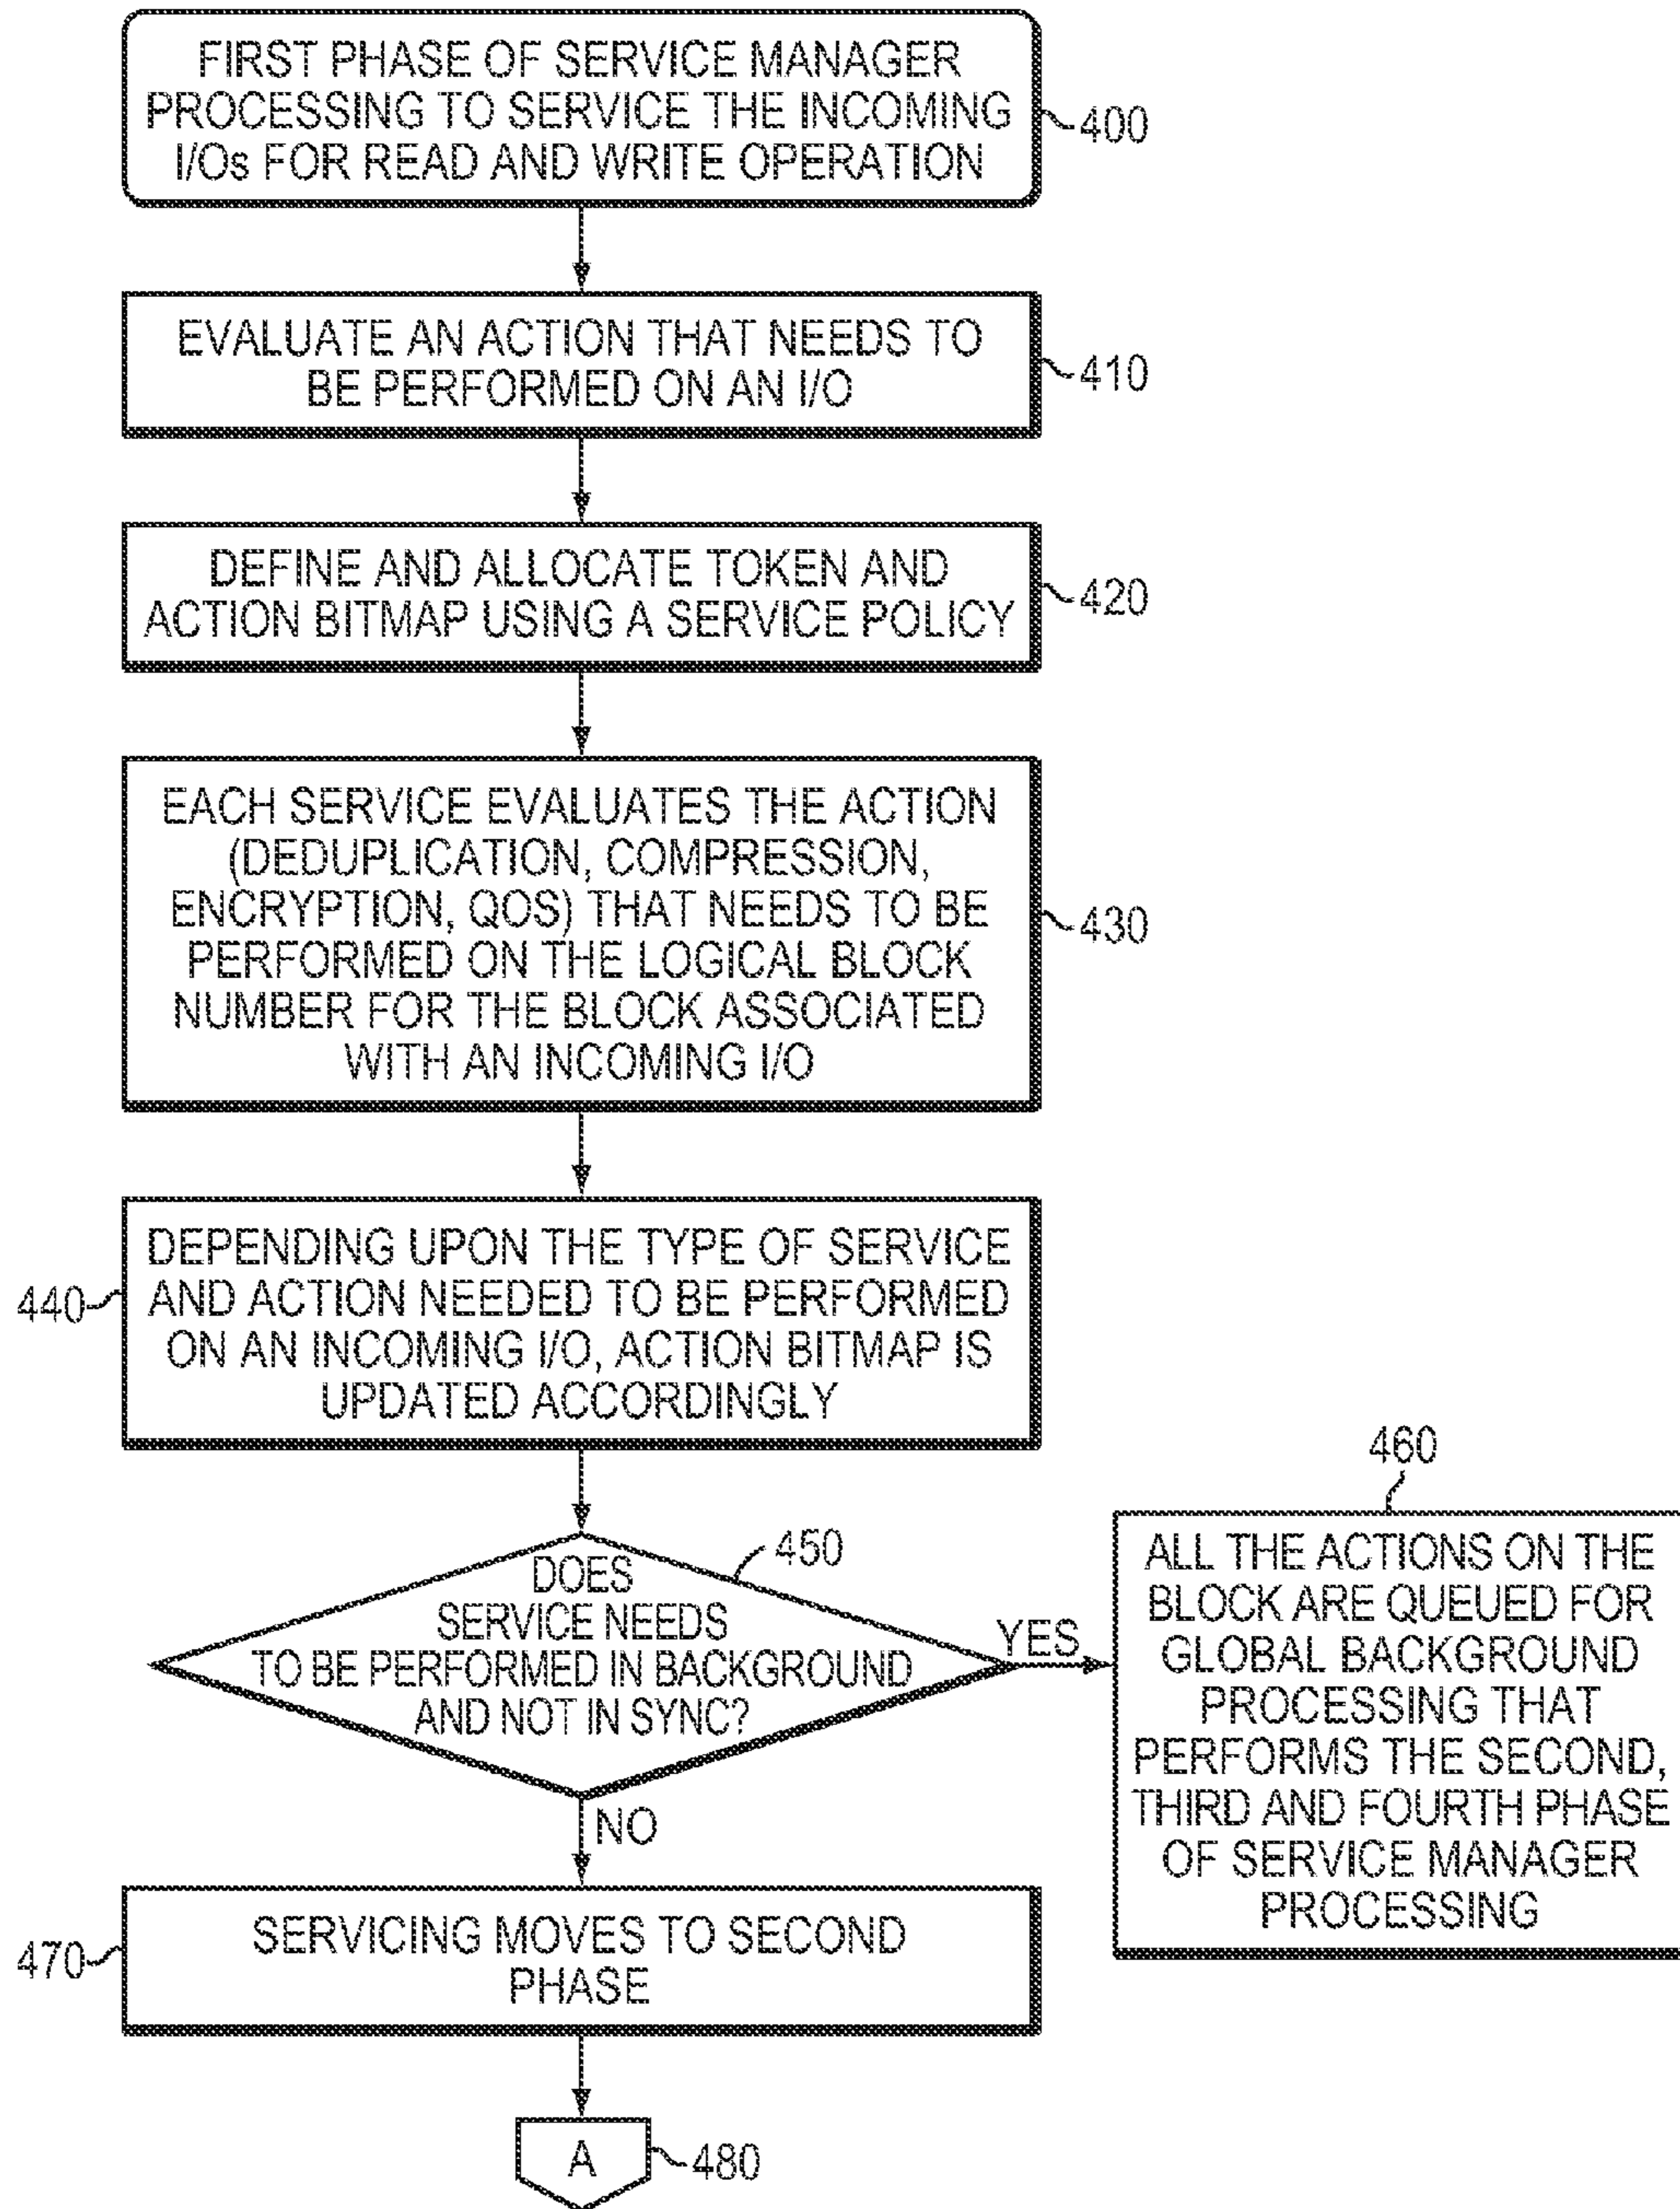 FIRST PHASE OF SERVICE MANAGER
PROCESSING TO SERVICE THE INCOMING
I/Os FOR READ AND WRITE OPERATION
400
EVALUATE AN ACTION THAT NEEDS TO
BE PERFORMED ON AN I/O
410
DEFINE AND ALLOCATE TOKEN AND
ACTION BITMAP USING A SERVICE POLICY
420
EACH SERVICE EVALUATES THE ACTION
(DEDUPLICATION, COMPRESSION,
ENCRYPTION, QOS) THAT NEEDS TO BE
PERFORMED ON THE LOGICAL BLOCK
NUMBER FOR THE BLOCK ASSOCIATED
WITH AN INCOMING I/O
430
DEPENDING UPON THE TYPE OF SERVICE
AND ACTION NEEDED TO BE PERFORMED
ON AN INCOMING I/O, ACTION BITMAP IS
UPDATED ACCORDINGLY
440
DOES
SERVICE NEEDS
TO BE PERFORMED IN BACKGROUND
AND NOT IN SYNC?
450
YES
460
ALL THE ACTIONS ON THE
BLOCK ARE QUEUED FOR
GLOBAL BACKGROUND
PROCESSING THAT
PERFORMS THE SECOND,
THIRD AND FOURTH PHASE
OF SERVICE MANAGER
PROCESSING
NO
SERVICING MOVES TO SECOND
PHASE
470
A
480